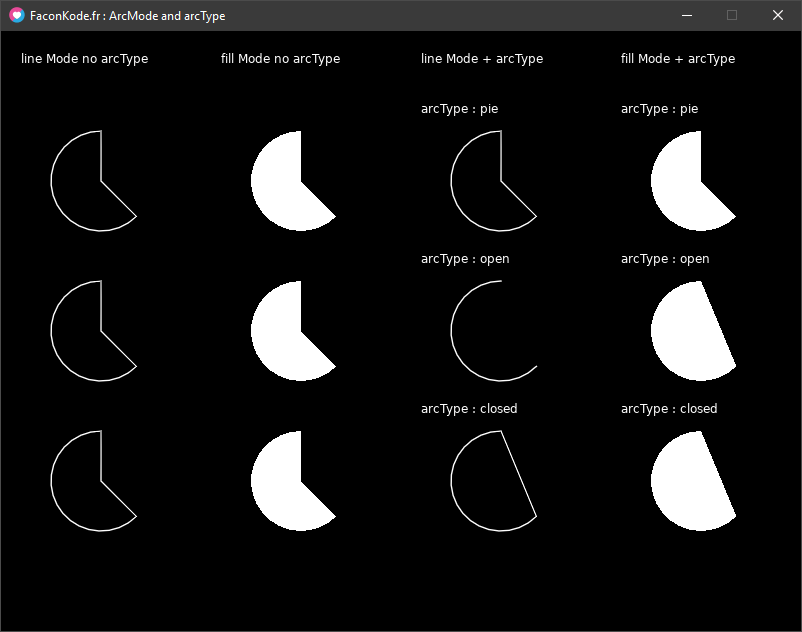 FaconKode.fr : ArcMode and arcType
line Mode no arcType
fill Mode no arcType
line Mode + arcType
fill Mode + arcType
arcType : pie
arcType : pie
arcType : open
arcType : open
arcType : closed
arcType : closed